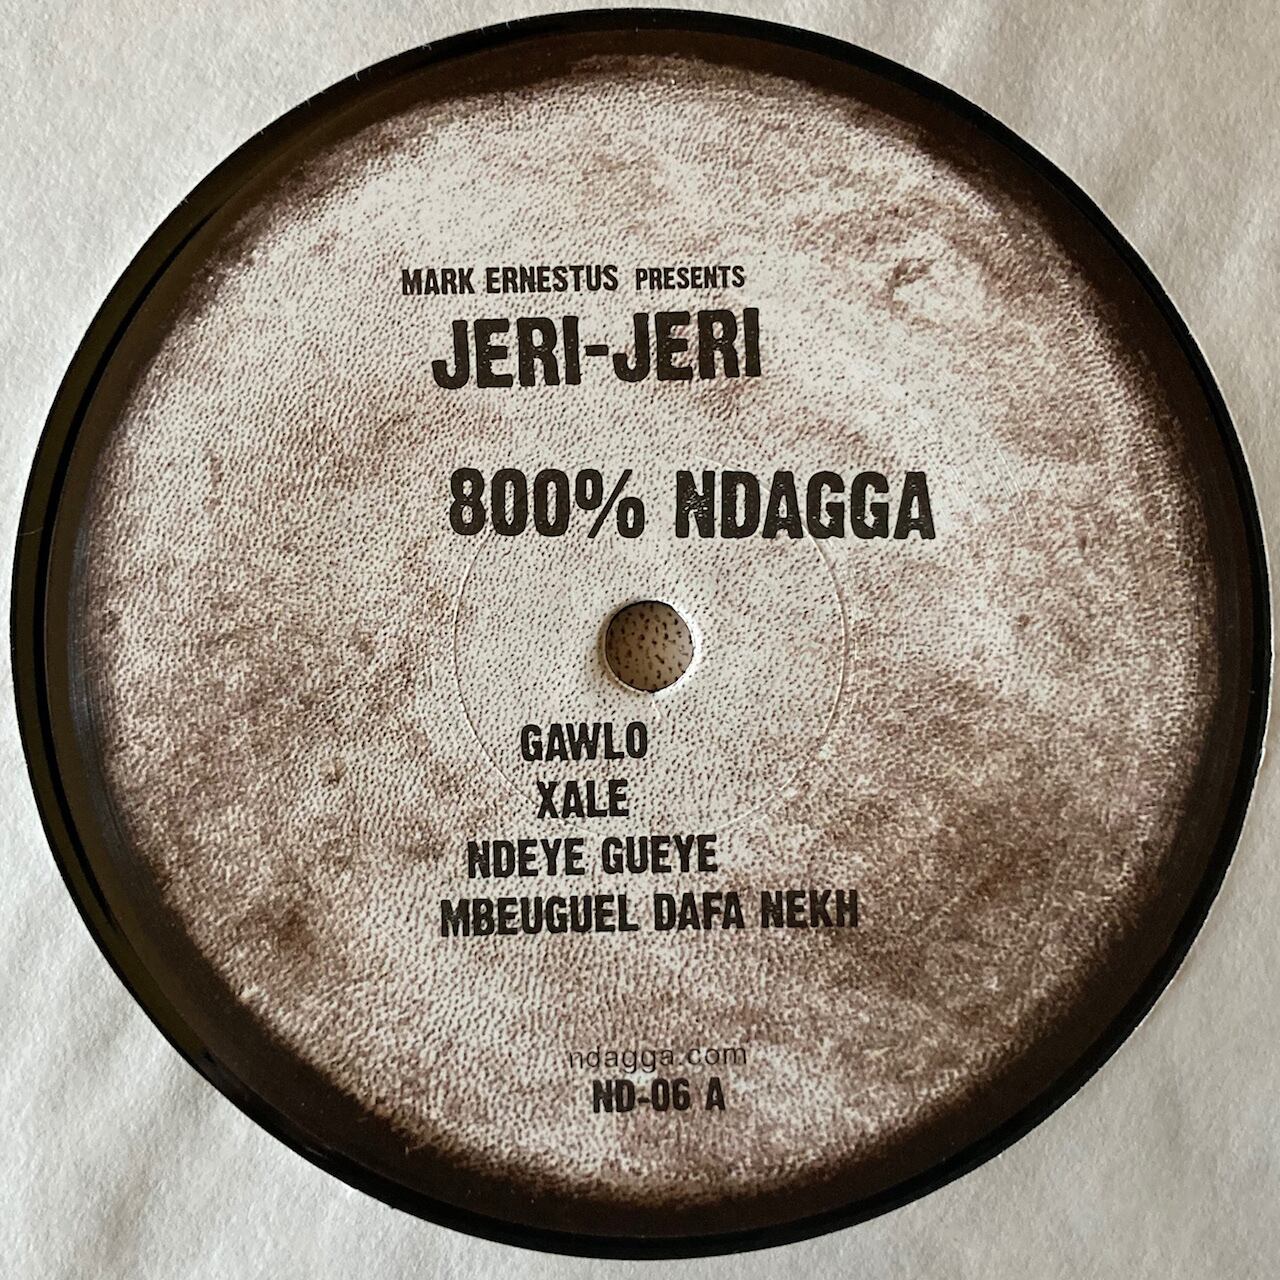 MARK ERNESTUS PRESENTS
JERI-JERI
800% NDAGGA
GAWLO
XALE
NDEYE GUEYE
MBEUGUEL DAFA NEKH
ndagga.com
ND-06 A